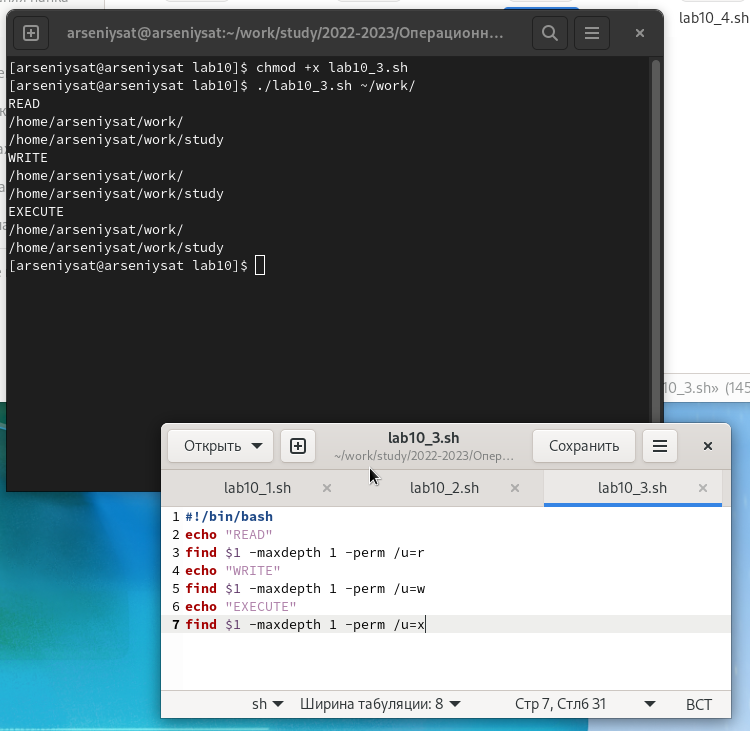 lab10_4.sh
arseniysat@arseniysat:~/work/study/2022-2023/Операционн...
[arseniysat@arseniysat lab10]$ chmod +x lab10_3.sh
[arseniysat@arseniysat lab10]$ ./lab10_3.sh ~/work/
READ
/home/arseniysat/work/
/home/arseniysat/work/study
WRITE
/home/arseniysat/work/
/home/arseniysat/work/study
EXECUTE
/home/arseniysat/work/
/home/arseniysat/work/study
[arseniysat@arseniysat lab10]$
10_3.sh» (145
Открыть
lab10_3.sh
~/work/study/2022-2023/Опер...
Сохранить
lab10_1.sh
lab10_2.sh
lab10_3.sh
1 #!/bin/bash
2 echo "READ"
3 find $1 -maxdepth 1 -perm /u=r
4 echo "WRITE"
5 find $1 -maxdepth 1 -perm /u=w
6 echo "EXECUTE"
7 find $1 -maxdepth 1 -perm /u=x
sh
Ширина табуляции: 8
Стр 7, Стлб 31
ВСТ